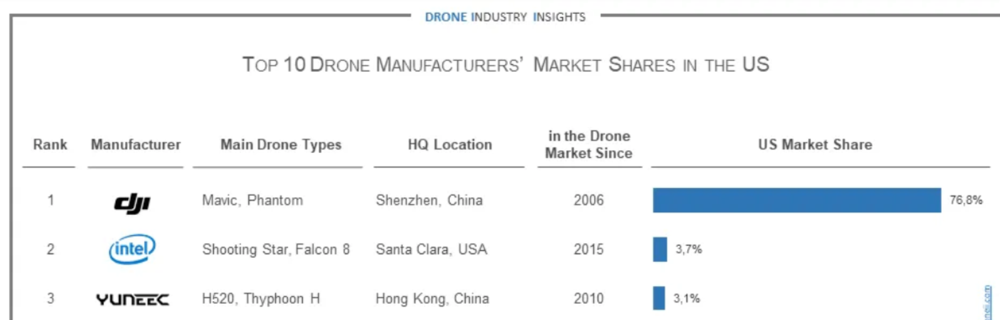 DRONE INDUSTRY INSIGHTS
TOP 10 DRONE MANUFACTURERS' MARKET SHARES IN THE US
Rank Manufacturer Main Drone Types HQ Location in the Drone Market Since US Market Share
1 dji Mavic, Phantom Shenzhen, China 2006 76,8%
2 intel Shooting Star, Falcon 8 Santa Clara, USA 2015 3,7%
3 YUNEEC H520, Thyphoon H Hong Kong, China 2010 3,1%